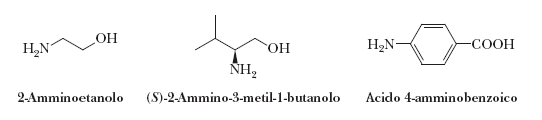 H₂N OH
OH
NH₂
H₂N COOH
2-Amminoetanolo (S)-2-Ammino-3-metil-1-butanolo Acido 4-amminobenzoico